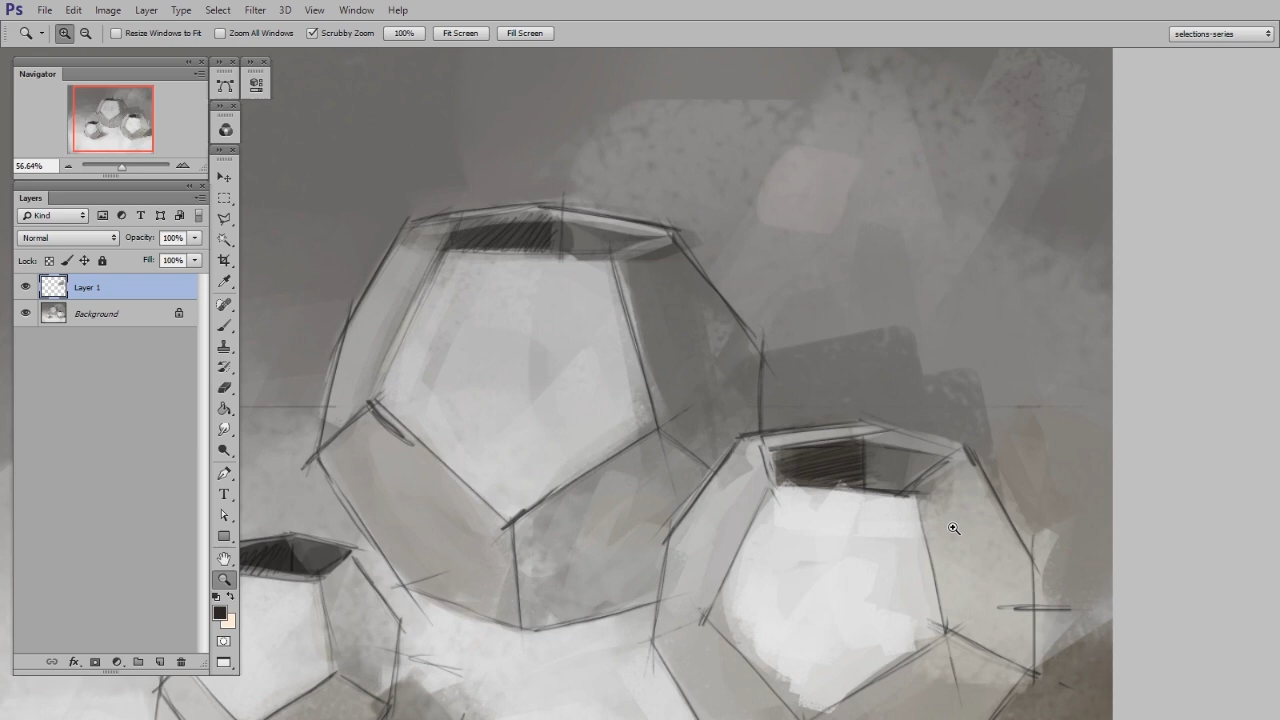 Ps File Edit Image Layer Type Select Filter 3D View Window Help
Resize Windows to Fit Zoom All Windows Scrubby Zoom 100% Fit Screen Fill Screen selections-series
Navigator
56.64%
Layers
Kind T
Normal Opacity: 100%
Lock: Fill: 100%
Layer 1
Background
T
fx